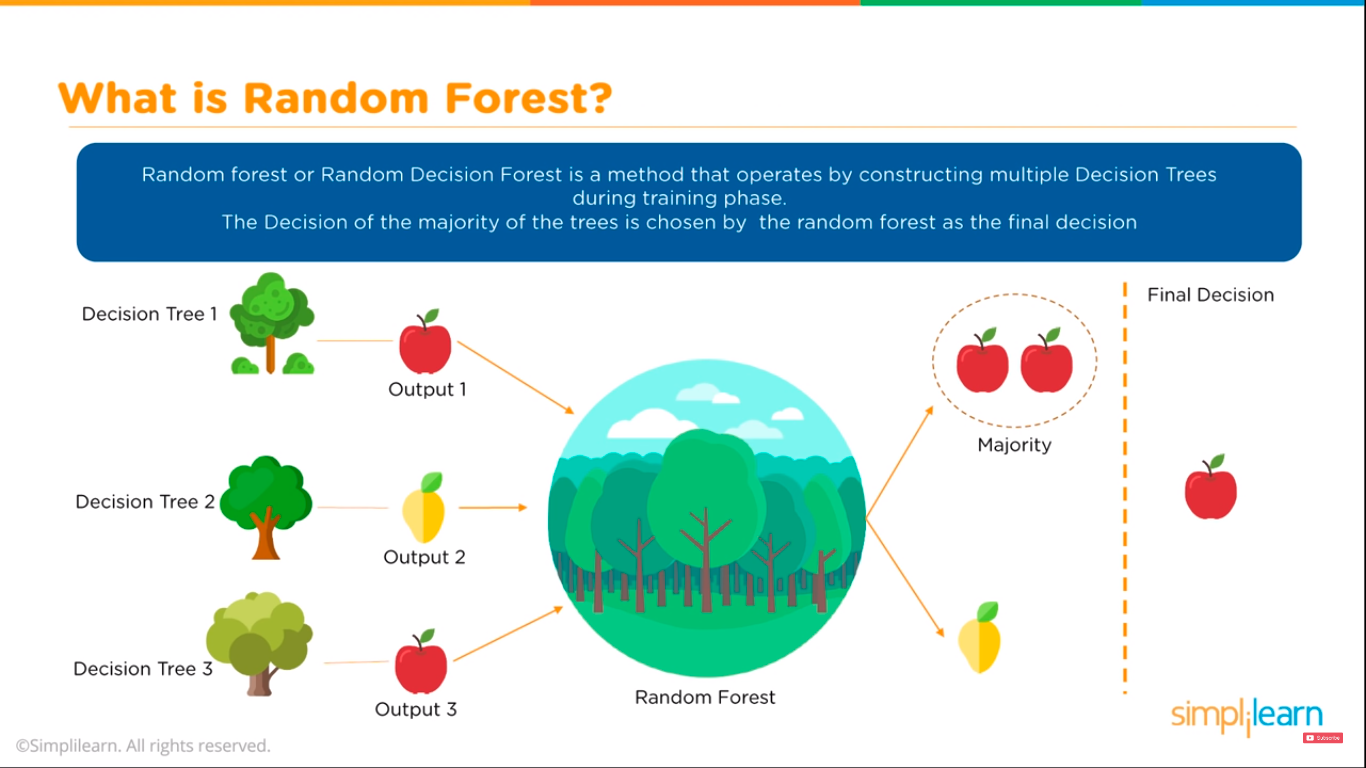 What is Random Forest?
Random forest or Random Decision Forest is a method that operates by constructing multiple Decision Trees
during training phase.
The Decision of the majority of the trees is chosen by  the random forest as the final decision
Decision Tree 1
Output 1
Decision Tree 2
Output 2
Decision Tree 3
Output 3
Random Forest
Majority
Final Decision
simplilearn
Subscribe
©Simplilearn. All rights reserved.